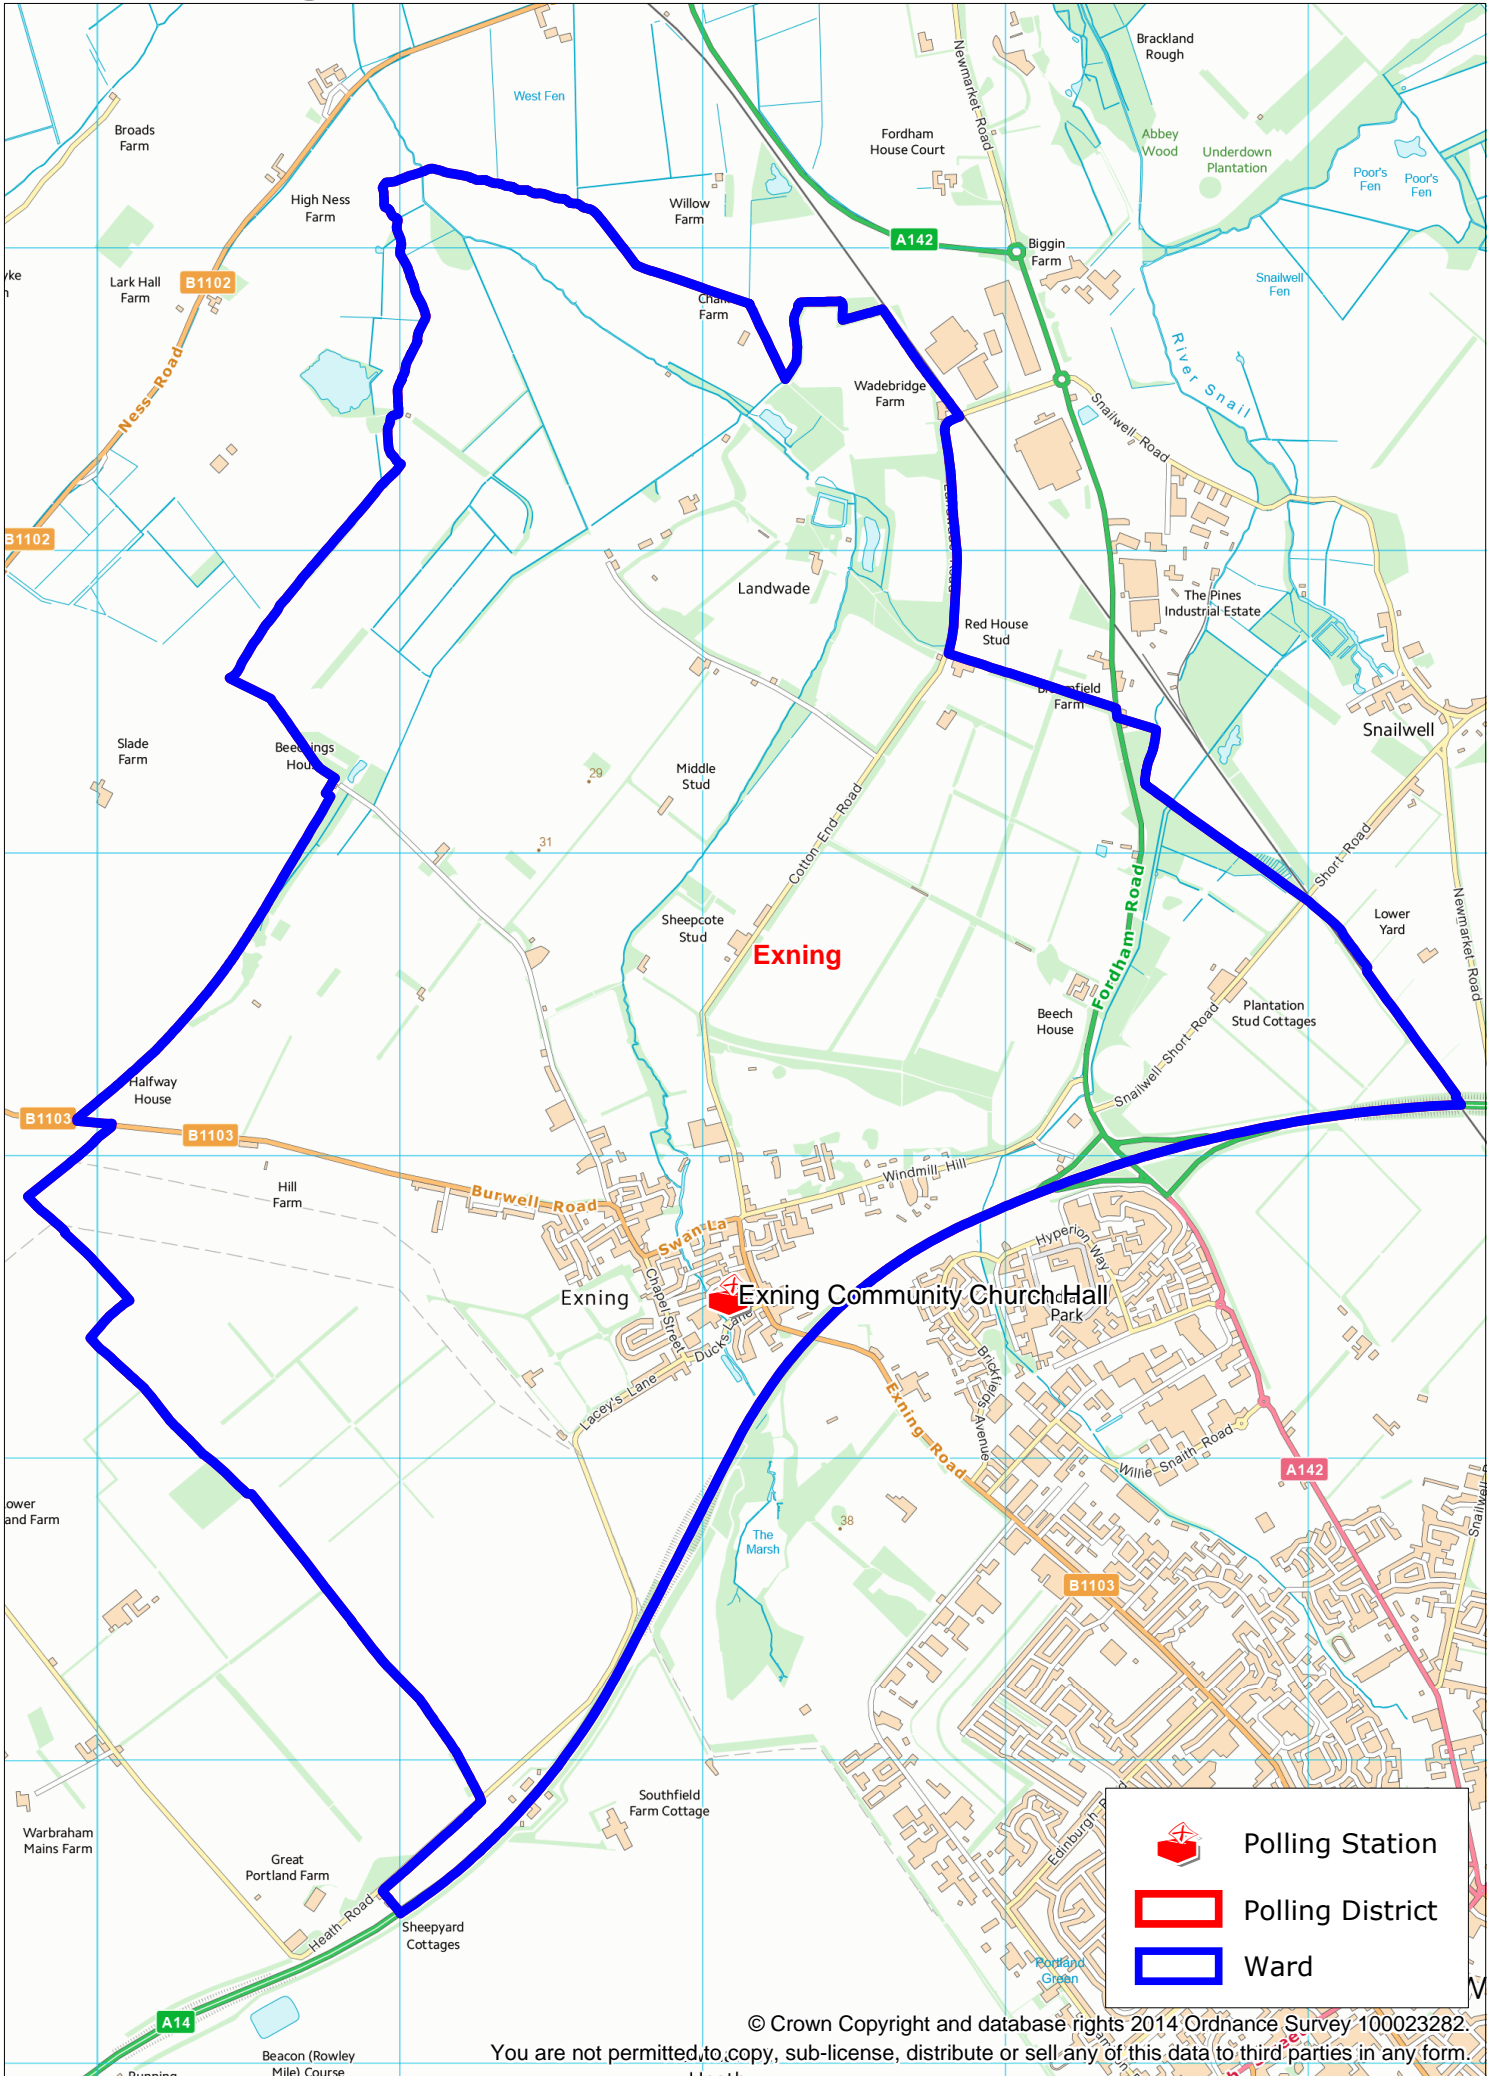 Brackland
Rough
West Fen
Newmarket Road
Broads
Farm
Fordham
House Court
Abbey
Wood
Underdown
Plantation
Poor's
Fen
Poor's
Fen
High Ness
Farm
Willow
Farm
A142
Biggin
Farm
Lark Hall
Farm
B1102
Snailwell
Fen
Farm
River Snail
Ness Road
Wadebridge
Farm
Snailwell Road
B1102
Landwade
The Pines
Industrial Estate
Red House
Stud
Farm
Snailwell
Slade
Farm
Middle
Stud
29
31
Cotton End Road
Short Road
Fordham Road
Sheepcote
Stud
Exning
Lower
Yard
Newmarket Road
Beech
House
Plantation
Stud Cottages
Snailwell Short Road
Halfway
House
B1103
B1103
Windmill Hill
Hill
Farm
Burwell Road
Swan La
Hyperion Way
Exning
Chapel Street
Exning Community Church Hall
Park
Ducks Lane
Lacey's Lane
Brickfields Avenue
Exning Road
Willie Snaith Road
A142
38
The
Marsh
B1103
Southfield
Farm Cottage
Warbraham
Mains Farm
Great
Portland Farm
Heath Road
Sheepyard
Cottages
Polling Station
Polling District
Ward
Portland
Green
A14
Beacon (Rowley
Mile) Course
© Crown Copyright and database rights 2014 Ordnance Survey 100023282.
You are not permitted to copy, sub-license, distribute or sell any of this data to third parties in any form.